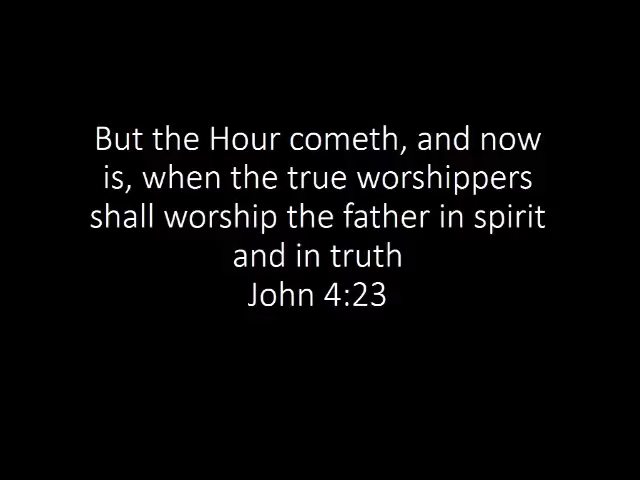 But the Hour cometh, and now
is, when the true worshippers
shall worship the father in spirit
and in truth
John 4:23